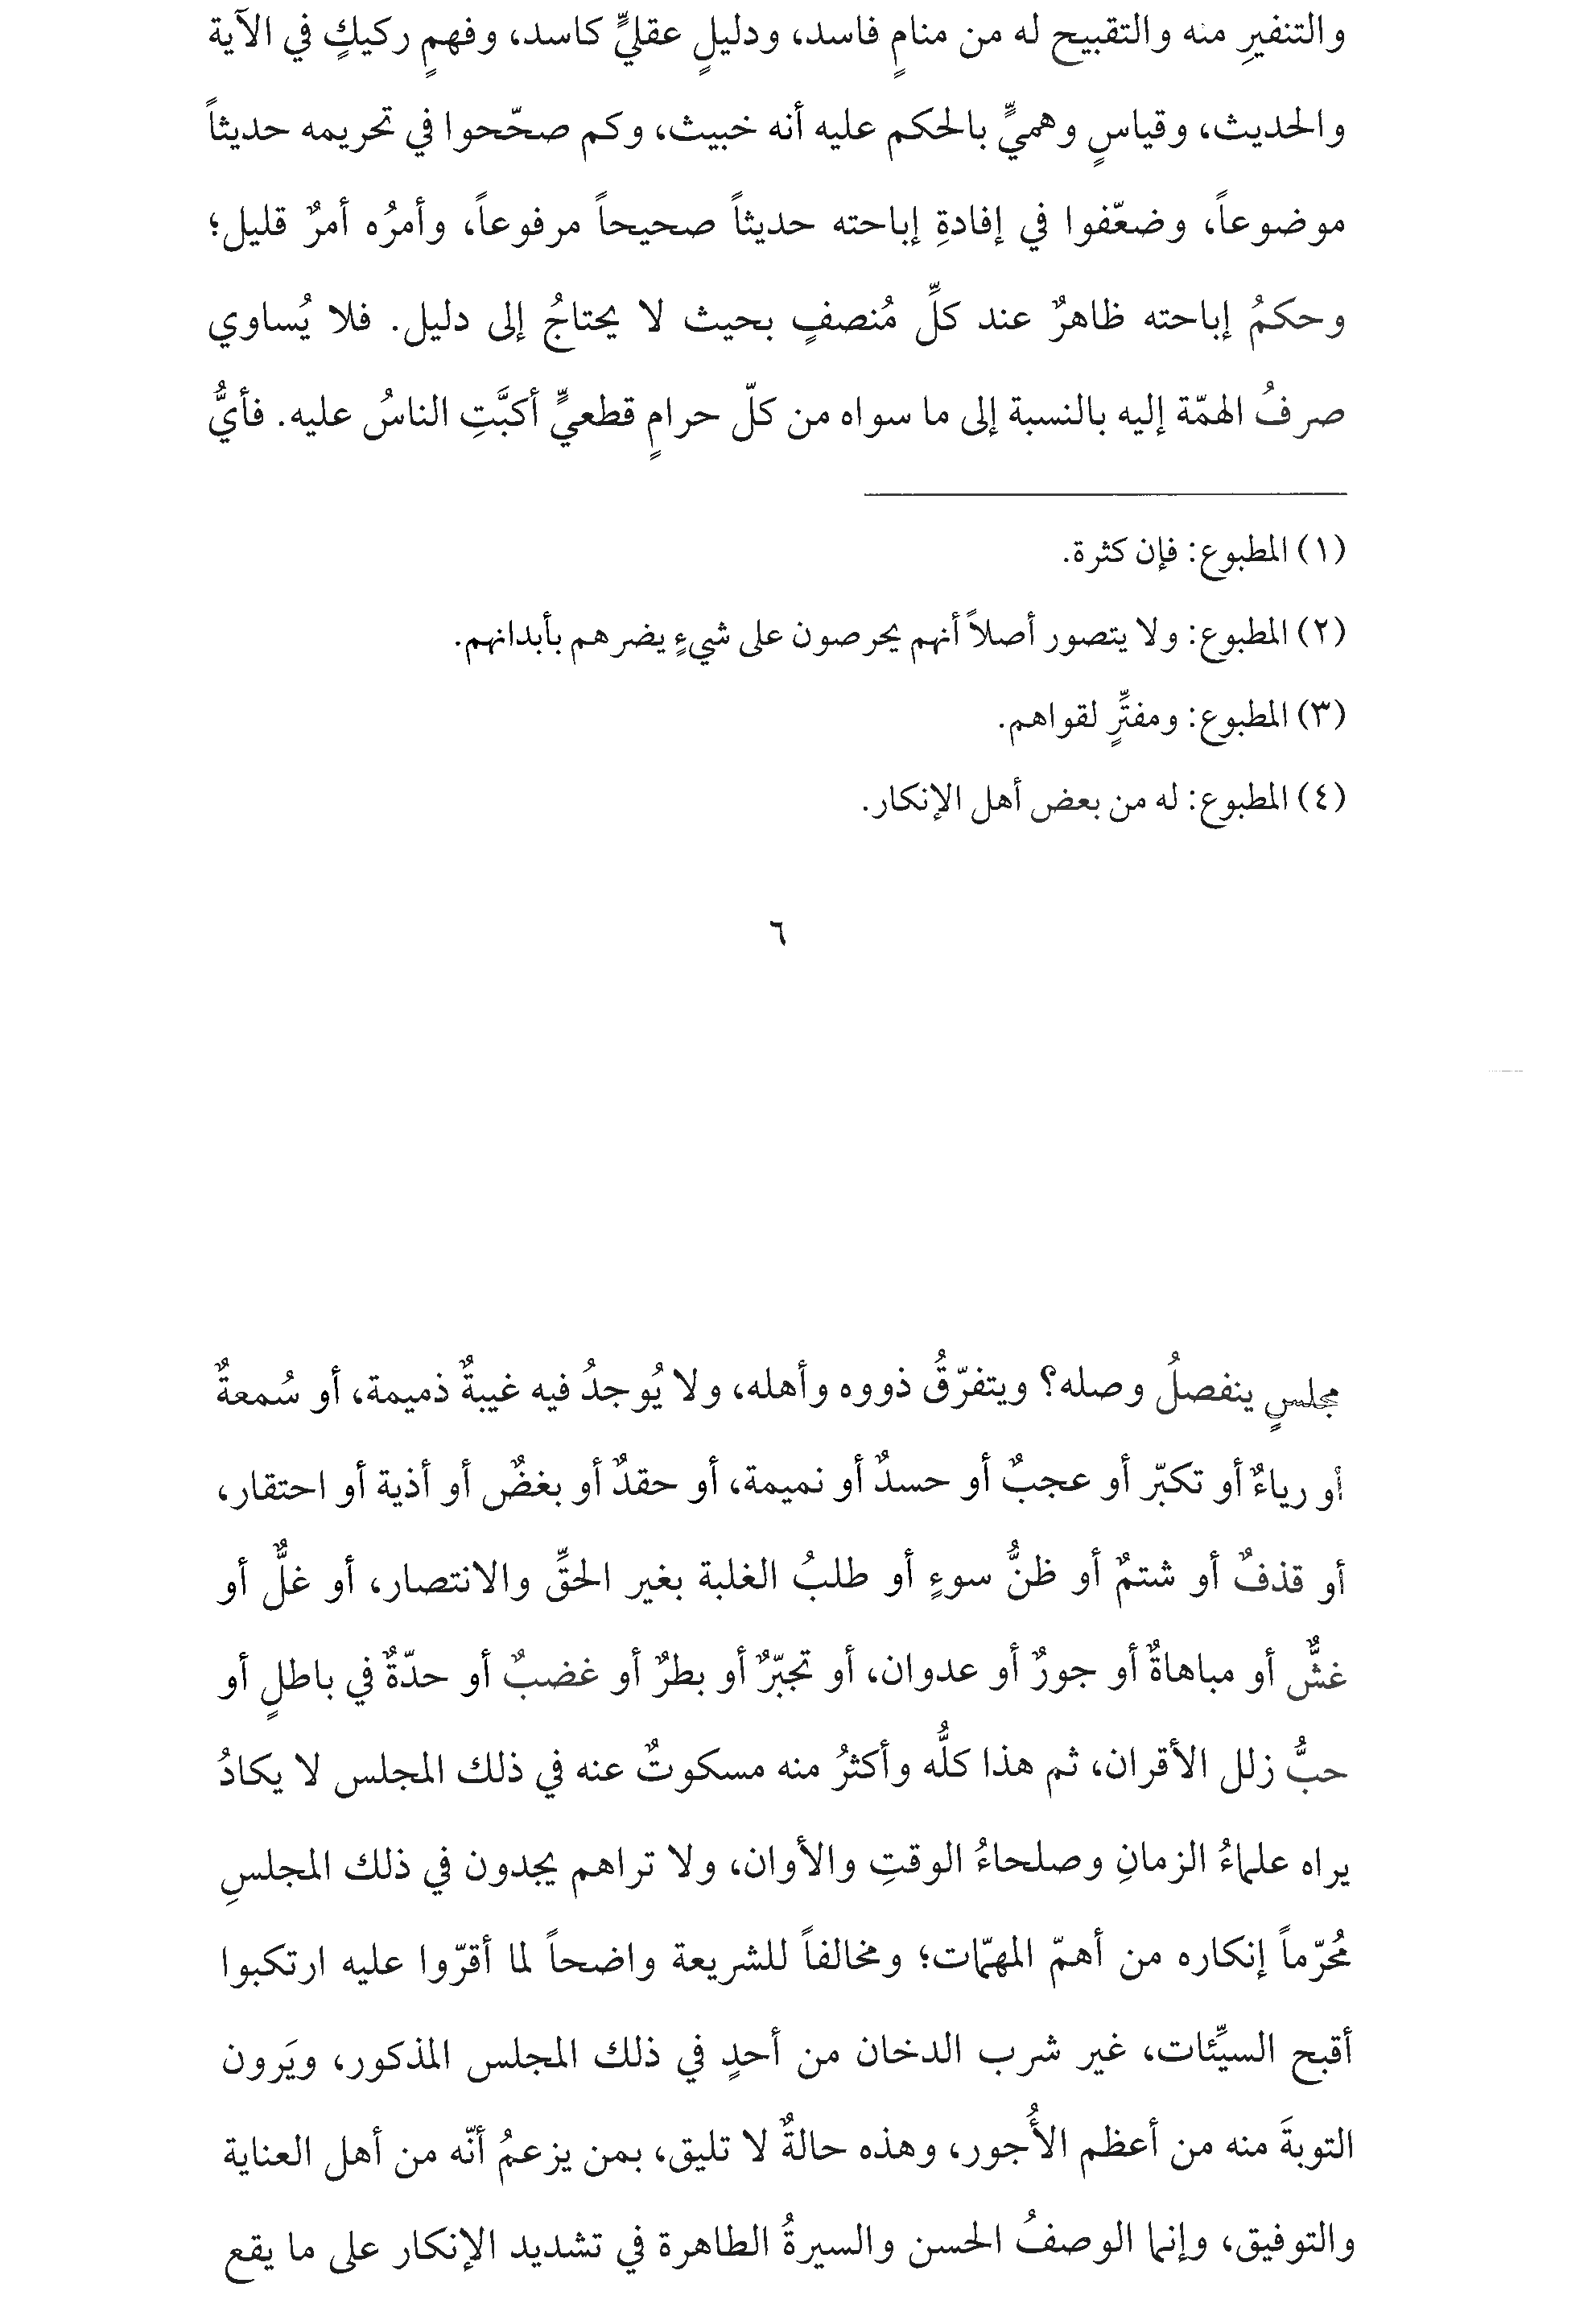 والتنفيرِ منه والتقبيح له من منامٍ فاسد، ودليلٍ عقليٍّ كاسد، وفهمٍ ركيكٍ في الآية
والحديث، وقياسٍ وهميٍّ بالحكم عليه أنه خبيث، وكم صحّحوا في تحريمه حديثاً
موضوعاً، وضعّفوا في إفادةِ إباحته حديثاً صحيحاً مرفوعاً، وأمرُه أمرٌ قليل؛
وحكمُ إباحته ظاهرٌ عند كلِّ مُنصفٍ بحيث لا يحتاجُ إلى دليل. فلا يُساوي
صرفُ الهمّة إليه بالنسبة إلى ما سواه من كلّ حرامٍ قطعيٍّ أكبَّتِ الناسُ عليه. فأيُّ
(١) المطبوع: فإن كثرة.
(٢) المطبوع: ولا يتصور أصلاً أنهم يحرصون على شيءٍ يضرهم بأبدانهم.
(٣) المطبوع: ومفتِّرٍ لقواهم.
(٤) المطبوع: له من بعض أهل الإنكار.
٦
مجلسٍ ينفصلُ وصله؟ ويتفرّقُ ذووه وأهله، ولا يُوجدُ فيه غيبةٌ ذميمة، أو سُمعةٌ
أو رياءٌ أو تكبّر أو عجبٌ أو حسدٌ أو نميمة، أو حقدٌ أو بغضٌ أو أذية أو احتقار،
أو قذفٌ أو شتمٌ أو ظنُّ سوءٍ أو طلبُ الغلبة بغير الحقِّ والانتصار، أو غلٌّ أو
غشٌّ أو مباهاةٌ أو جورٌ أو عدوان، أو تجبّرٌ أو بطرٌ أو غضبٌ أو حدّةٌ في باطلٍ أو
حبُّ زلل الأقران، ثم هذا كلُّه وأكثرُ منه مسكوتٌ عنه في ذلك المجلس لا يكادُ
يراه علماءُ الزمانِ وصلحاءُ الوقتِ والأوان، ولا تراهم يجدون في ذلك المجلسِ
مُحرّماً إنكاره من أهمّ المهمّات؛ ومخالفاً للشريعة واضحاً لما أقرّوا عليه ارتكبوا
أقبح السيِّئات، غير شرب الدخان من أحدٍ في ذلك المجلس المذكور، ويَرون
التوبةَ منه من أعظم الأُجور، وهذه حالةٌ لا تليق، بمن يزعمُ أنّه من أهل العناية
والتوفيق، وإنما الوصفُ الحسن والسيرةُ الطاهرة في تشديد الإنكار على ما يقع